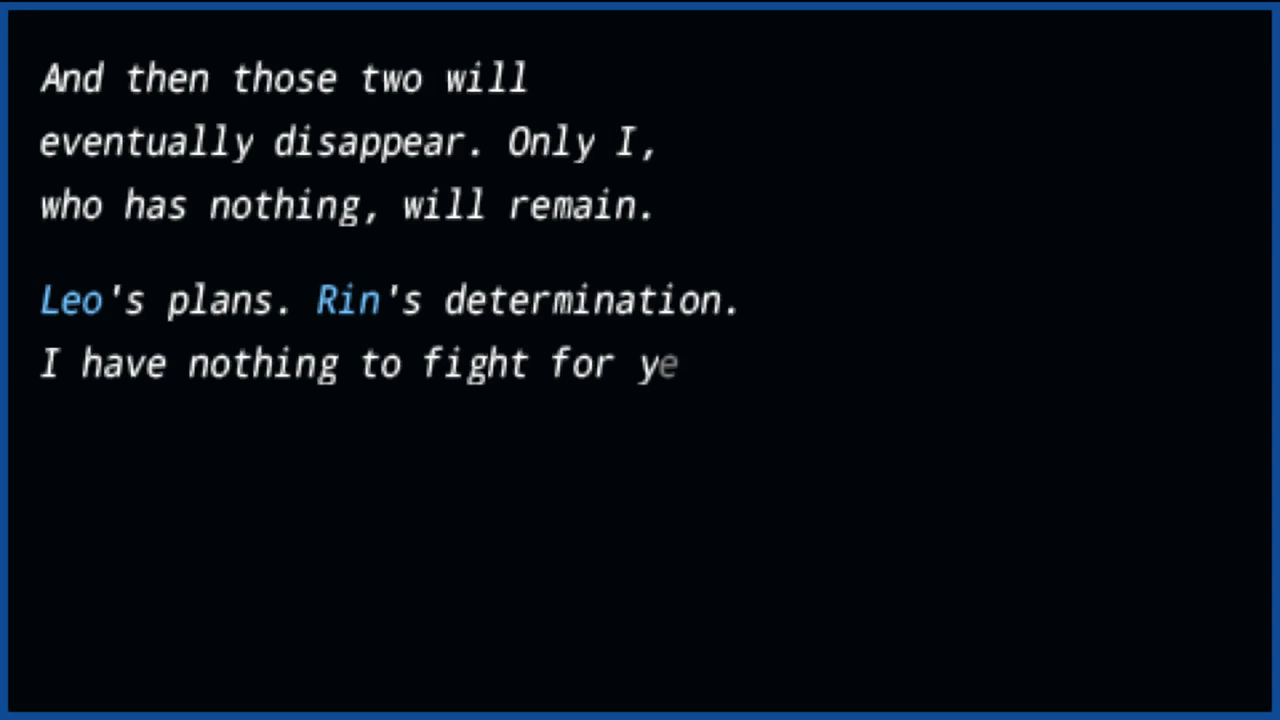 And then those two will
eventually disappear. Only I,
who has nothing, will remain.
Leo's plans. Rin's determination.
I have nothing to fight for ye